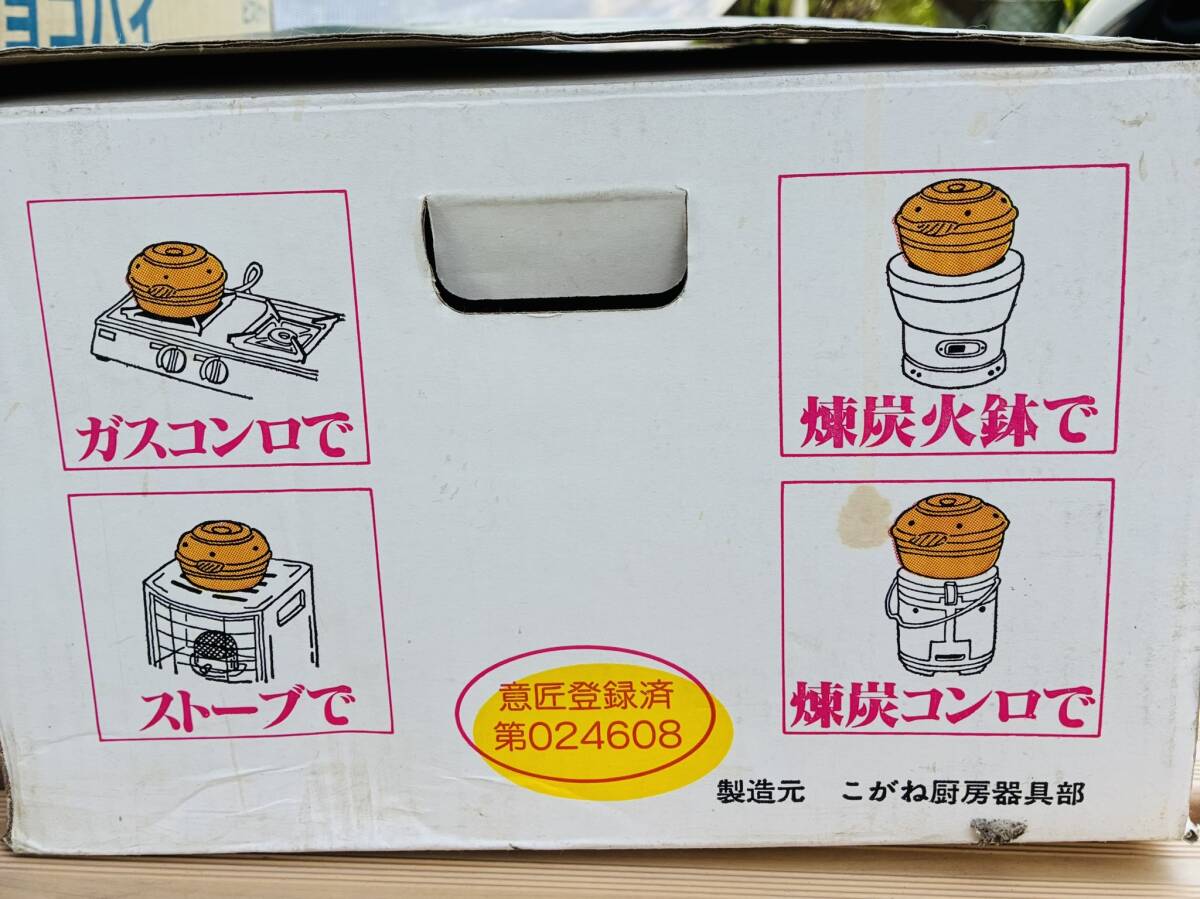 ヨコハイ
ガスコンロで
煉炭火鉢で
ストーブで
煉炭コンロで
意匠登録済
第024608
製造元 こがね厨房器具部